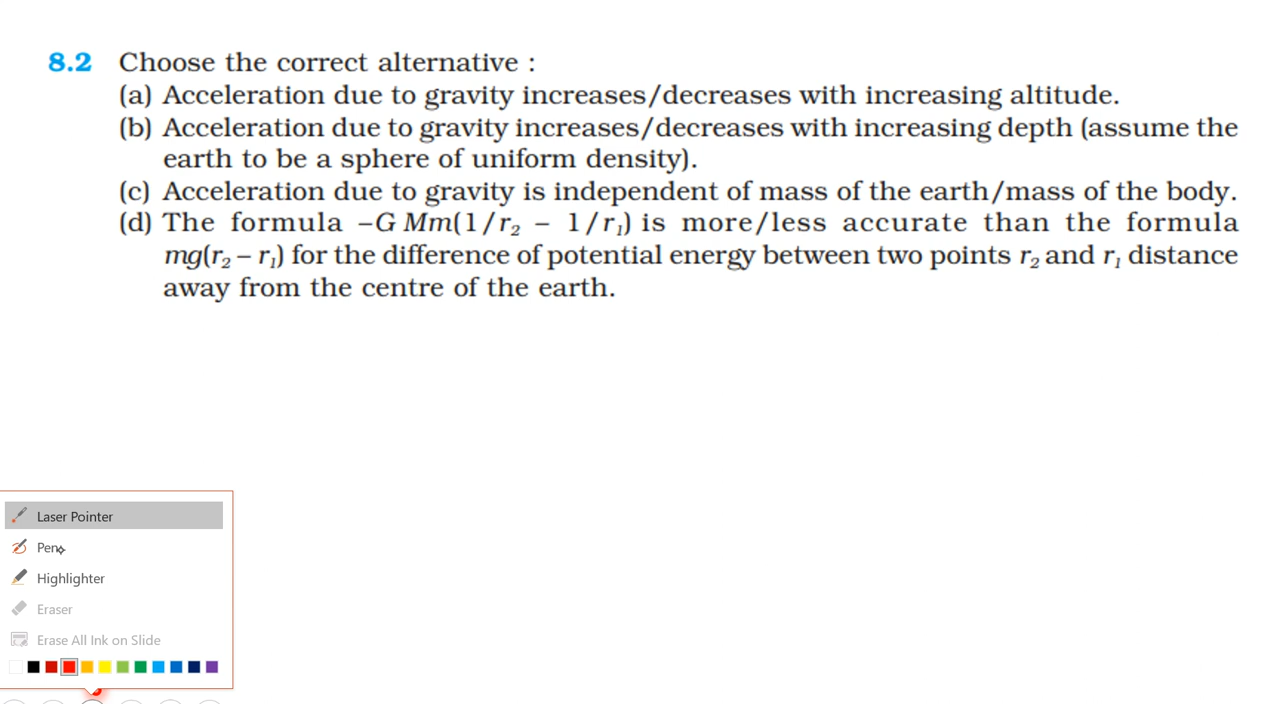 8.2 Choose the correct alternative :
(a) Acceleration due to gravity increases/decreases with increasing altitude.
(b) Acceleration due to gravity increases/decreases with increasing depth (assume the
earth to be a sphere of uniform density).
(c) Acceleration due to gravity is independent of mass of the earth/mass of the body.
(d) The formula –G Mm(1/r₂ – 1/r₁) is more/less accurate than the formula
mg(r₂ – r₁) for the difference of potential energy between two points r₂ and r₁ distance
away from the centre of the earth.
Laser Pointer
Pen
Highlighter
Eraser
Erase All Ink on Slide